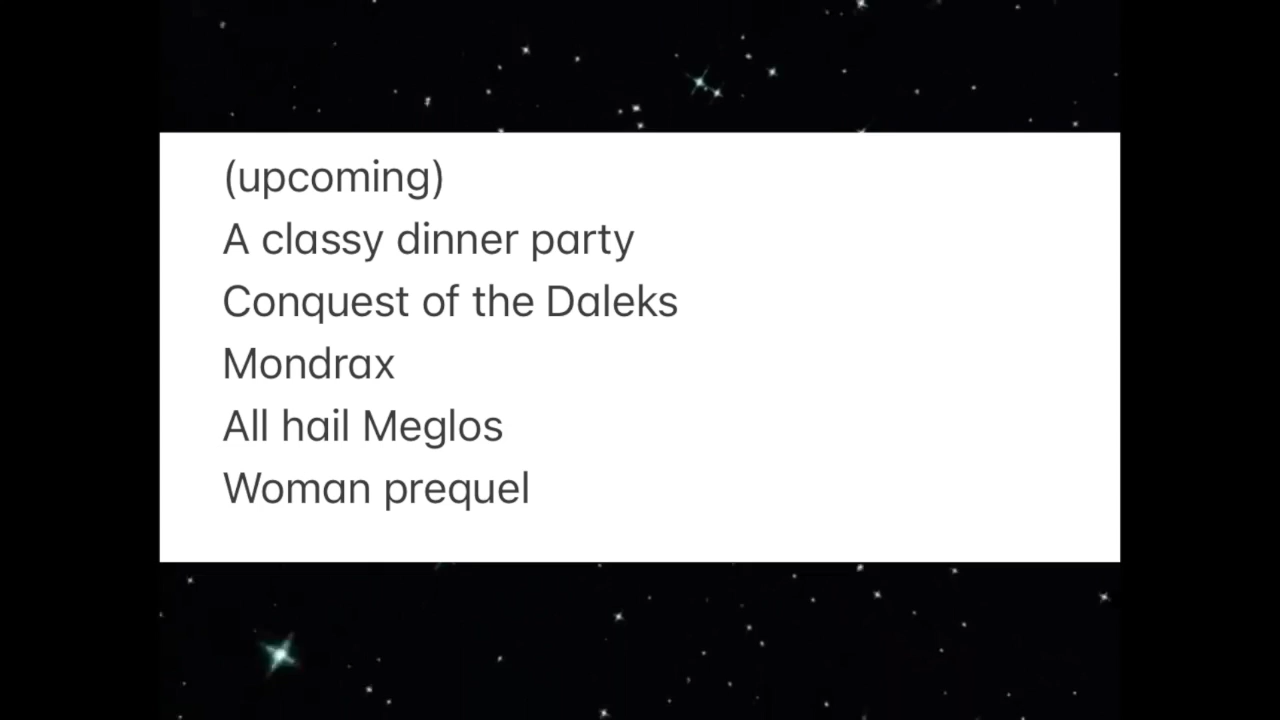 (upcoming)
A classy dinner party
Conquest of the Daleks
Mondrax
All hail Meglos
Woman prequel